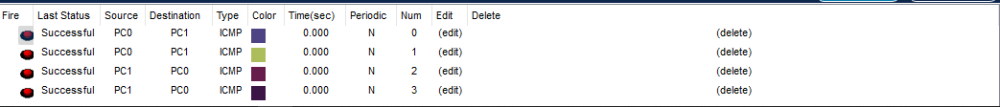 Fire Last Status Source Destination Type Color Time(sec) Periodic Num Edit Delete
Successful PC0 PC1 ICMP 0.000 N 0 (edit) (delete)
Successful PC0 PC1 ICMP 0.000 N 1 (edit) (delete)
Successful PC1 PC0 ICMP 0.000 N 2 (edit) (delete)
Successful PC1 PC0 ICMP 0.000 N 3 (edit) (delete)